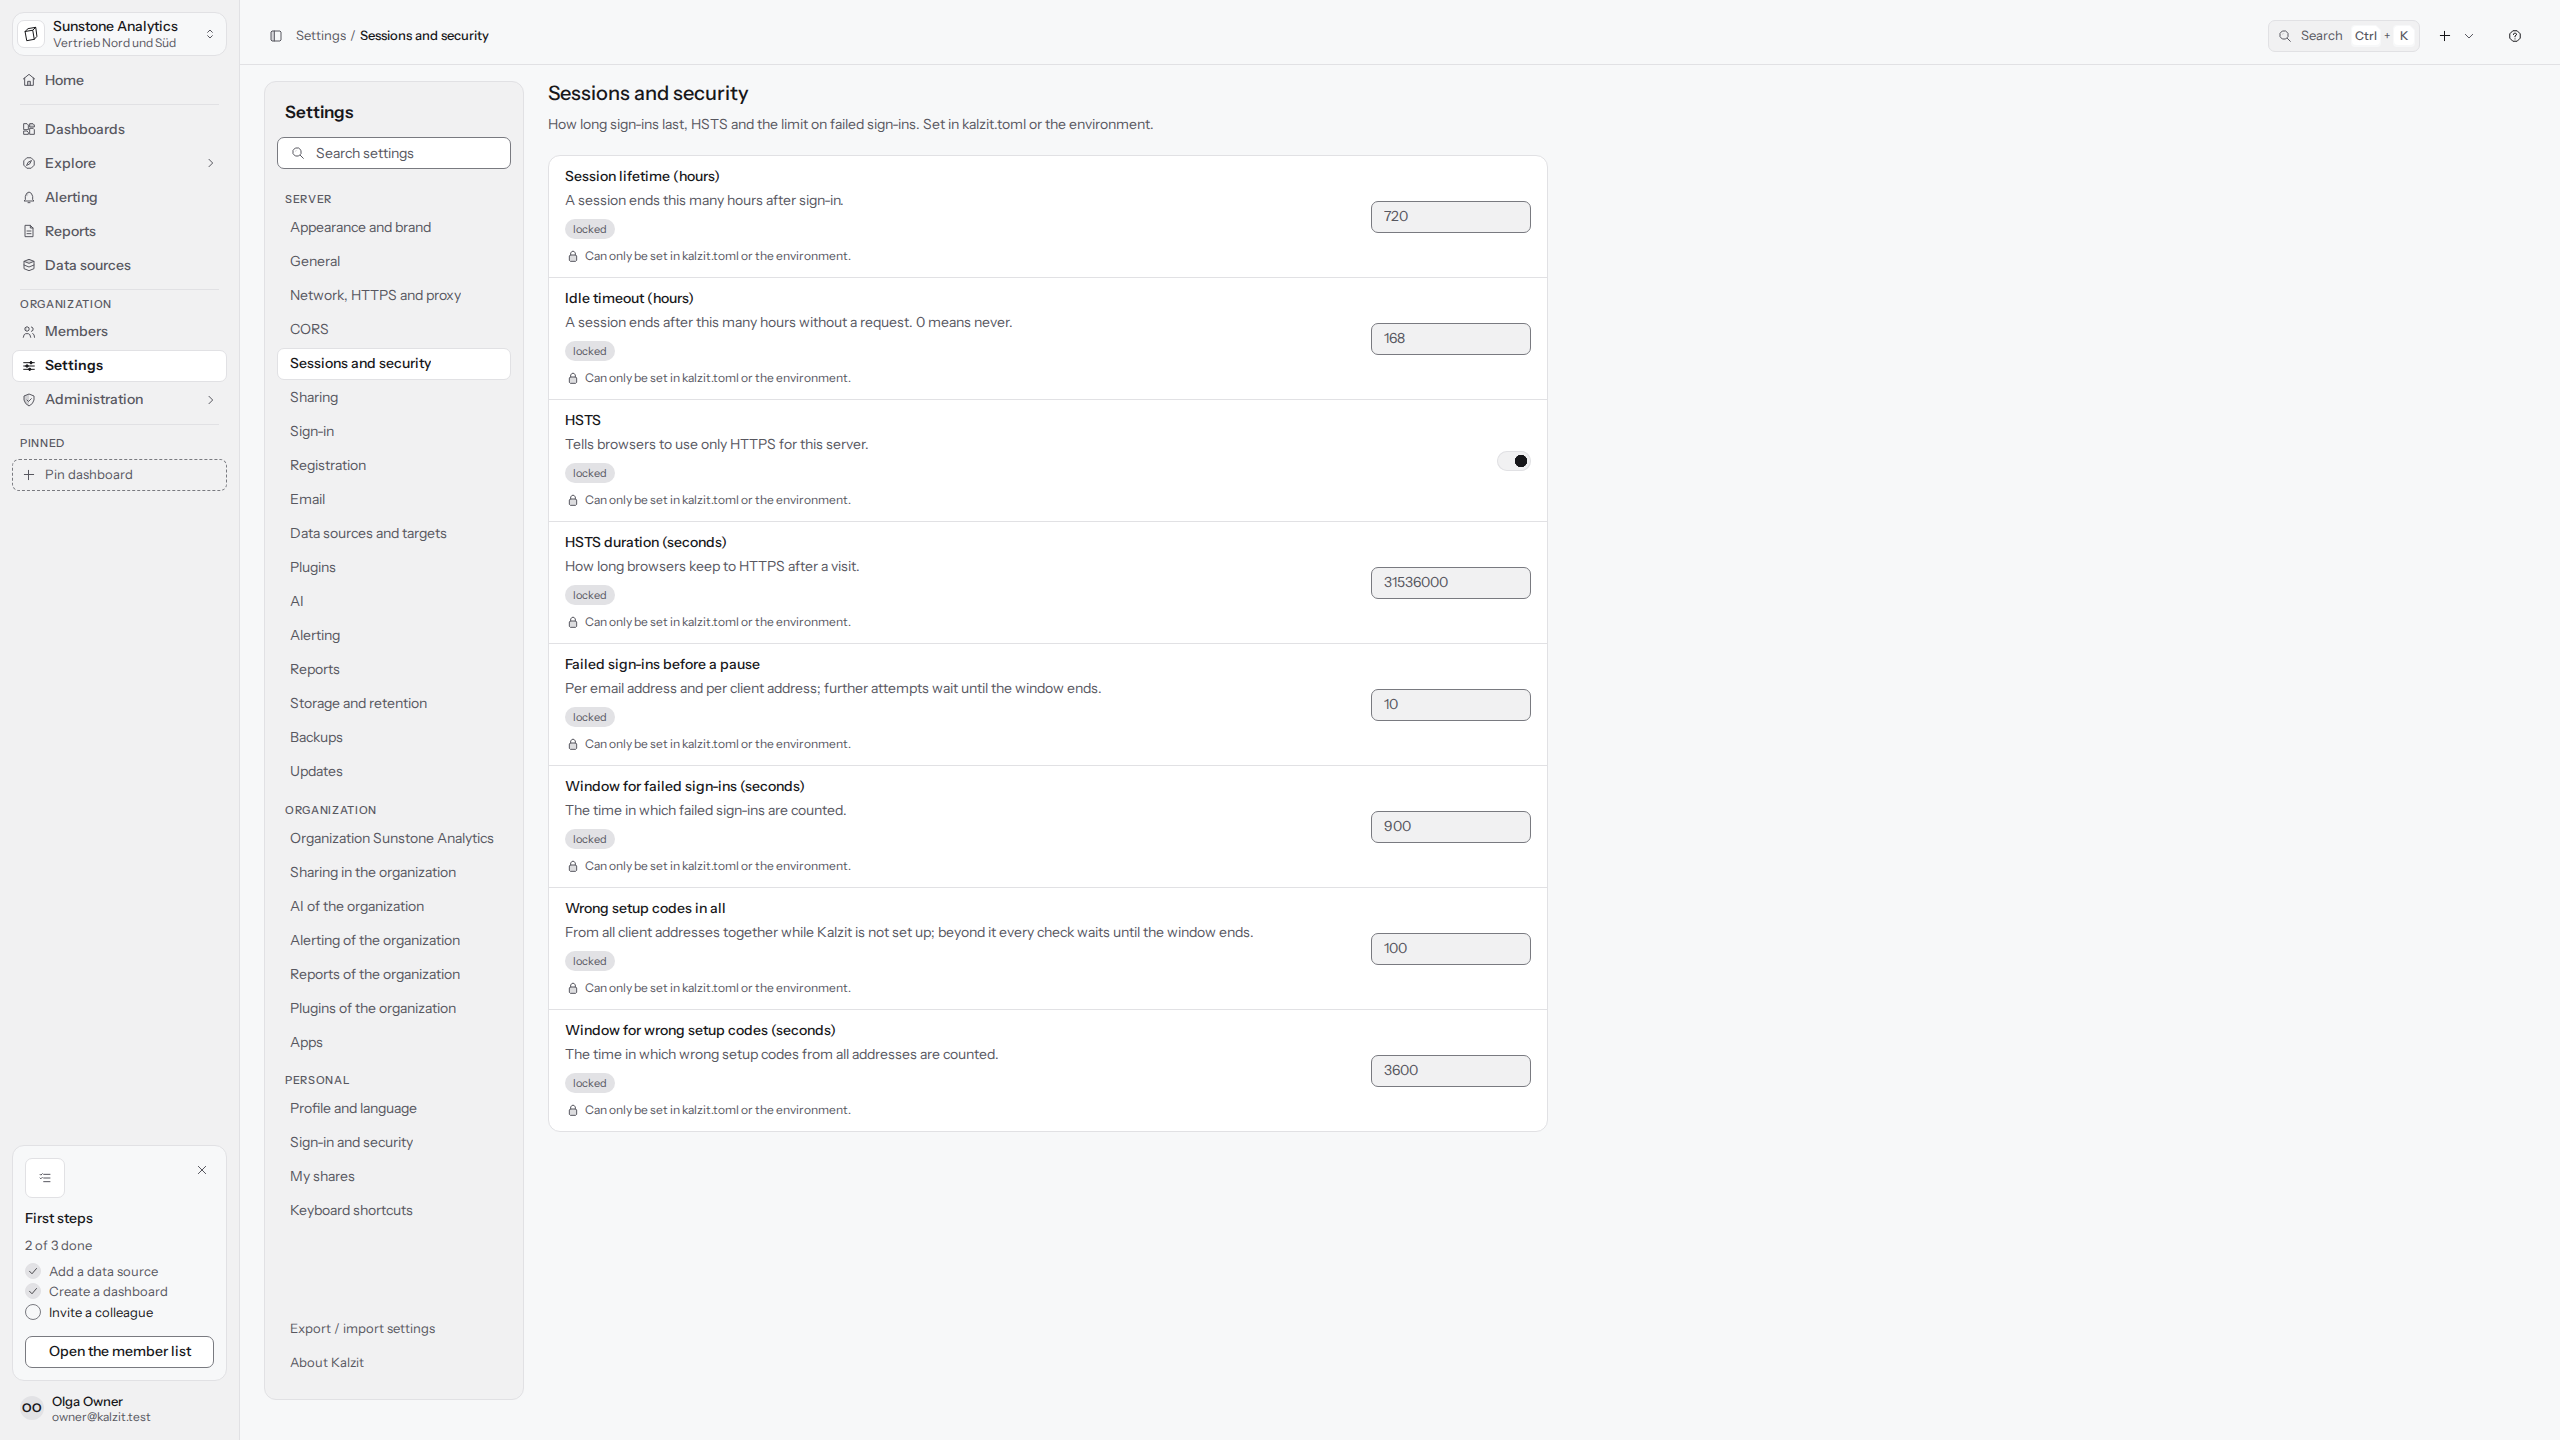 Sunstone Analytics
Vertrieb Nord und Süd
Home
Dashboards
Explore
Alerting
Reports
Data sources
ORGANIZATION
Members
Settings
Administration
PINNED
Pin dashboard
First steps
2 of 3 done
Add a data source
Create a dashboard
Invite a colleague
Open the member list
OO
Olga Owner
owner@kalzit.test
Settings / Sessions and security
Search Ctrl + K
Settings
Search settings
SERVER
Appearance and brand
General
Network, HTTPS and proxy
CORS
Sessions and security
Sharing
Sign-in
Registration
Email
Data sources and targets
Plugins
AI
Alerting
Reports
Storage and retention
Backups
Updates
ORGANIZATION
Organization Sunstone Analytics
Sharing in the organization
AI of the organization
Alerting of the organization
Reports of the organization
Plugins of the organization
Apps
PERSONAL
Profile and language
Sign-in and security
My shares
Keyboard shortcuts
Export / import settings
About Kalzit
Sessions and security
How long sign-ins last, HSTS and the limit on failed sign-ins. Set in kalzit.toml or the environment.
Session lifetime (hours)
A session ends this many hours after sign-in.
locked
Can only be set in kalzit.toml or the environment.
720
Idle timeout (hours)
A session ends after this many hours without a request. 0 means never.
locked
Can only be set in kalzit.toml or the environment.
168
HSTS
Tells browsers to use only HTTPS for this server.
locked
Can only be set in kalzit.toml or the environment.
HSTS duration (seconds)
How long browsers keep to HTTPS after a visit.
locked
Can only be set in kalzit.toml or the environment.
31536000
Failed sign-ins before a pause
Per email address and per client address; further attempts wait until the window ends.
locked
Can only be set in kalzit.toml or the environment.
10
Window for failed sign-ins (seconds)
The time in which failed sign-ins are counted.
locked
Can only be set in kalzit.toml or the environment.
900
Wrong setup codes in all
From all client addresses together while Kalzit is not set up; beyond it every check waits until the window ends.
locked
Can only be set in kalzit.toml or the environment.
100
Window for wrong setup codes (seconds)
The time in which wrong setup codes from all addresses are counted.
locked
Can only be set in kalzit.toml or the environment.
3600